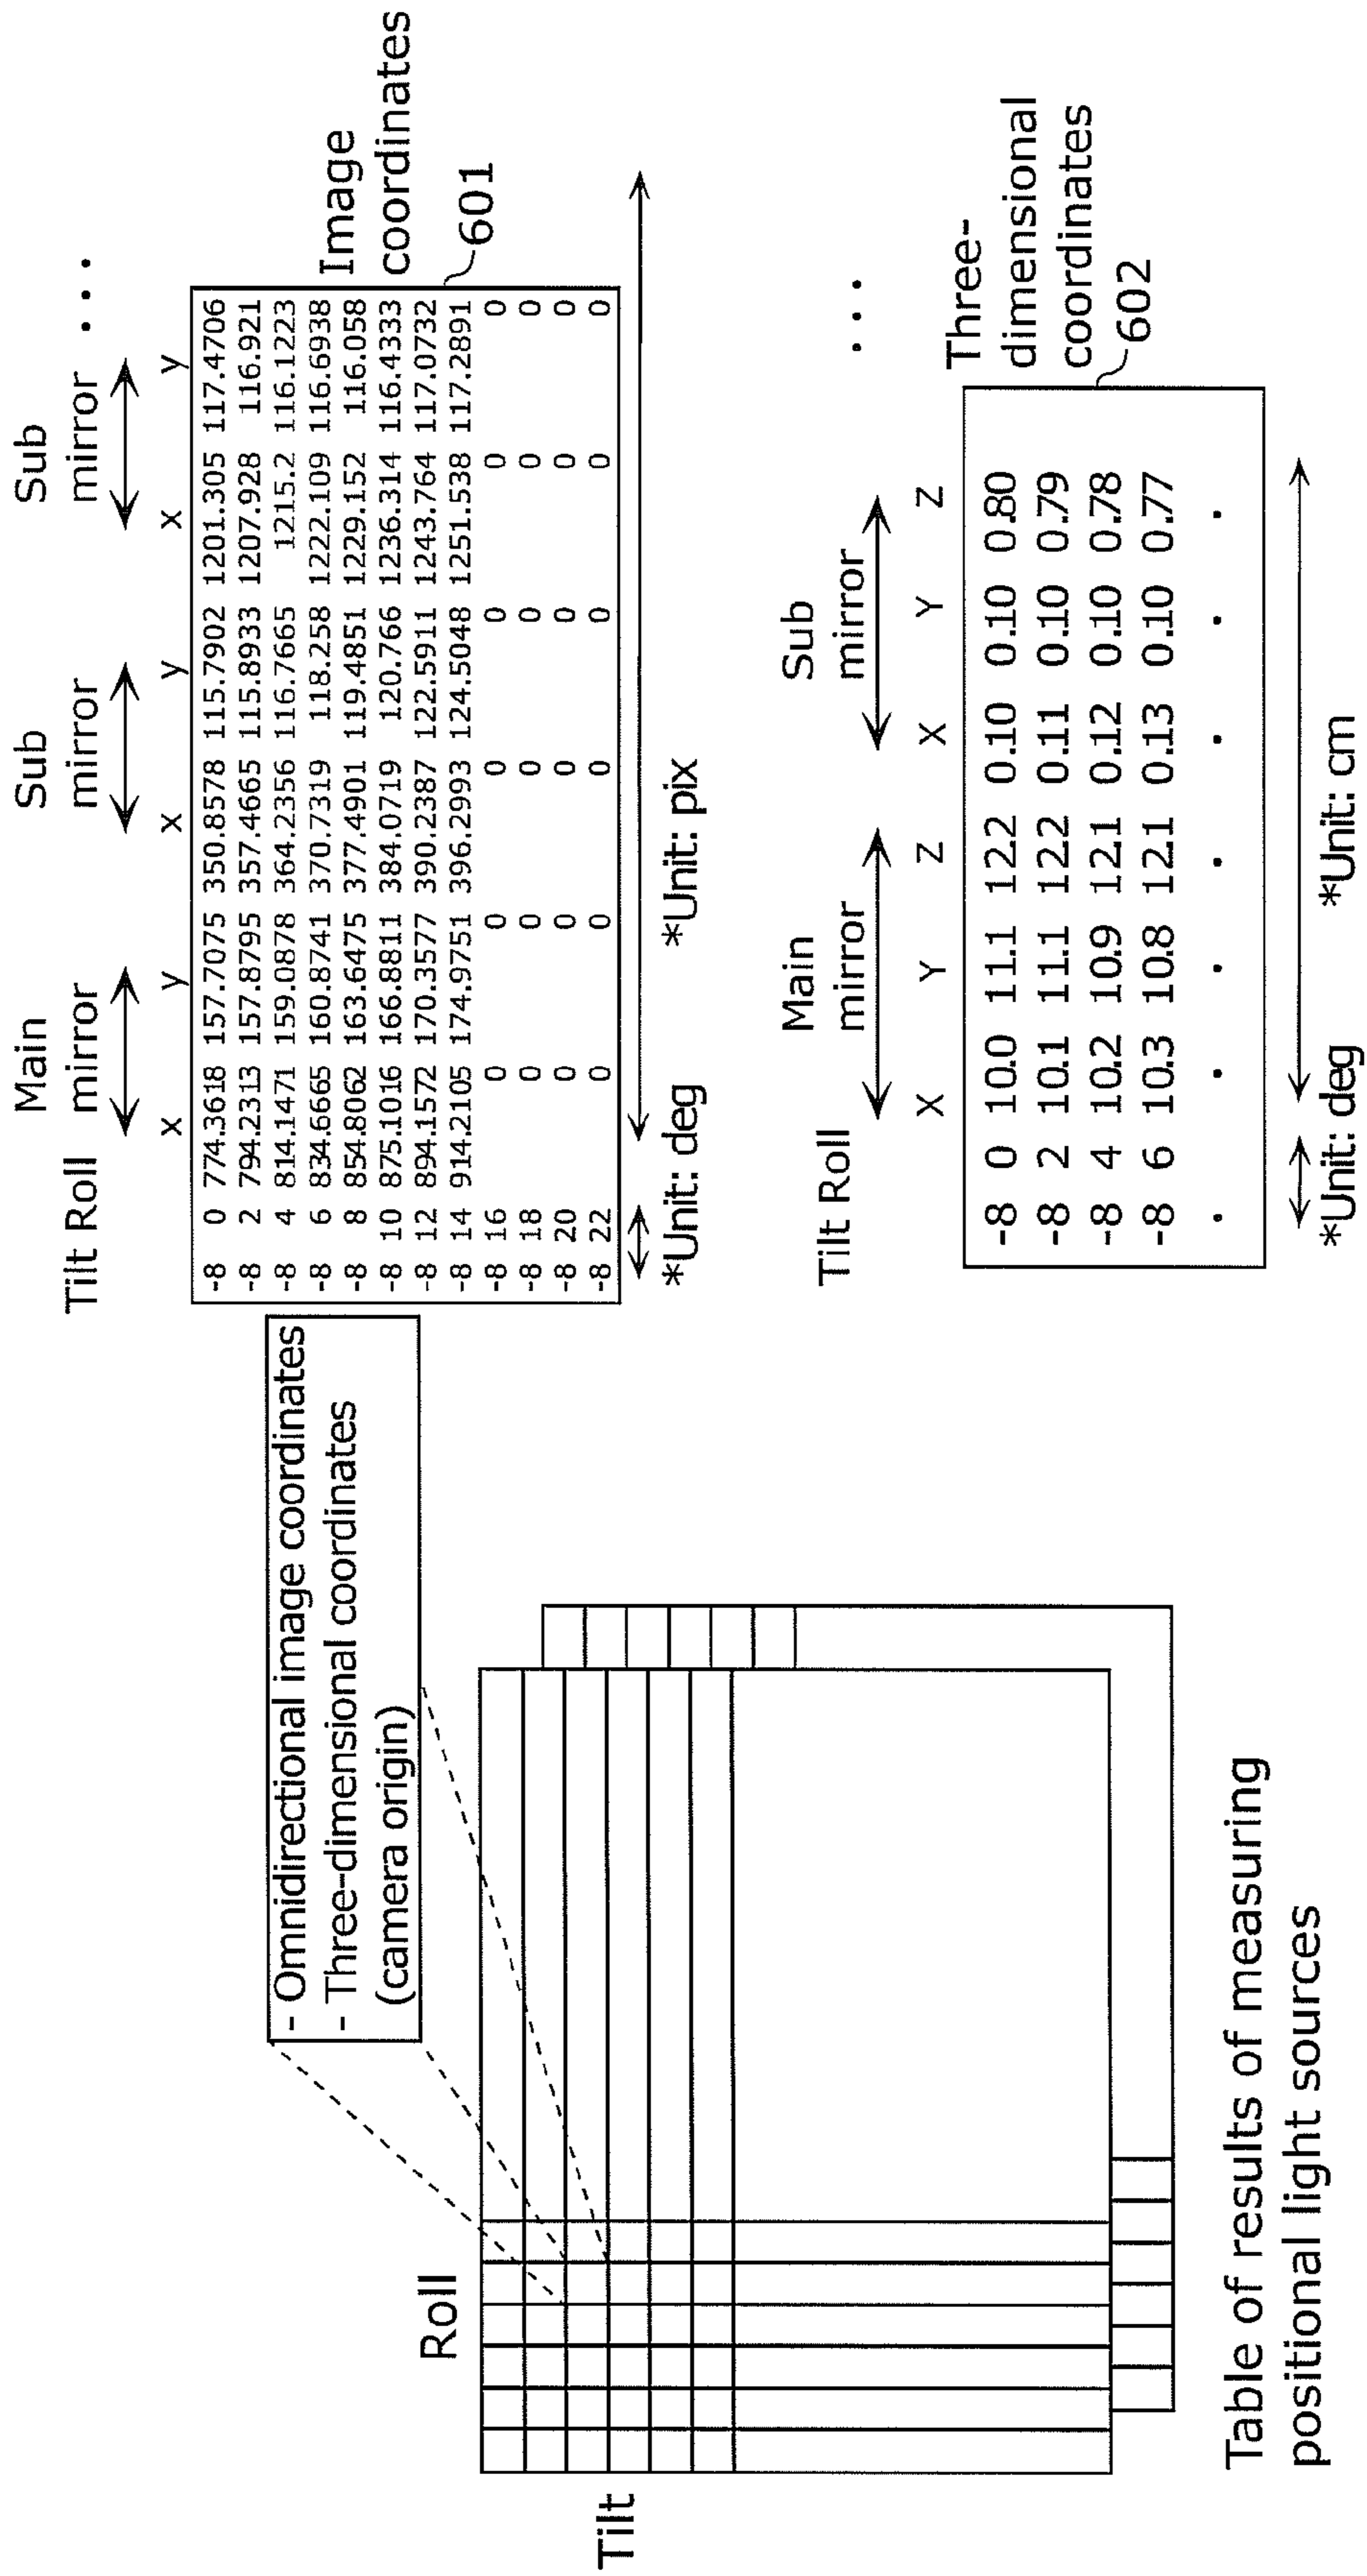 Main Sub Sub
Tilt Roll mirror mirror mirror ...
x y x y x y
-8 0 774.3618 157.7075 350.8578 115.7902 1201.305 117.4706
-8 2 794.2313 157.8795 357.4665 115.8933 1207.928 116.921
-8 4 814.1471 159.0878 364.2356 116.7665 1215.2 116.1223
-8 6 834.6665 160.8741 370.7319 118.258 1222.109 116.6938
-8 8 854.8062 163.6475 377.4901 119.4851 1229.152 116.058
-8 10 875.1016 166.8811 384.0719 120.766 1236.314 116.4333
-8 12 894.1572 170.3577 390.2387 122.5911 1243.764 117.0732
-8 14 914.2105 174.9751 396.2993 124.5048 1251.538 117.2891
-8 16 0 0 0 0 0 0
-8 18 0 0 0 0 0 0
-8 20 0 0 0 0 0 0
-8 22 0 0 0 0 0 0
Image
coordinates
601
*Unit: deg *Unit: pix
- Omnidirectional image coordinates
- Three-dimensional coordinates
(camera origin)
Roll
Tilt
Main Sub
Tilt Roll mirror mirror ...
X Y Z X Y Z
-8 0 10.0 11.1 12.2 0.10 0.10 0.80
-8 2 10.1 11.1 12.2 0.11 0.10 0.79
-8 4 10.2 10.9 12.1 0.12 0.10 0.78
-8 6 10.3 10.8 12.1 0.13 0.10 0.77
. . . . . . .
Three-
dimensional
coordinates
602
*Unit: deg *Unit: cm
Table of results of measuring
positional light sources